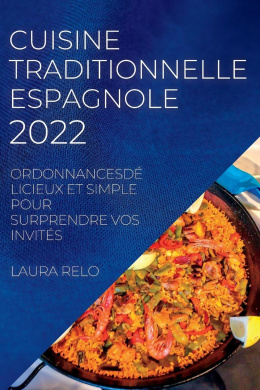 CUISINE
TRADITIONNELLE
ESPAGNOLE
2022
ORDONNANCESDÉ
LICIEUX ET SIMPLE
POUR
SURPRENDRE VOS
INVITÉS
LAURA RELO